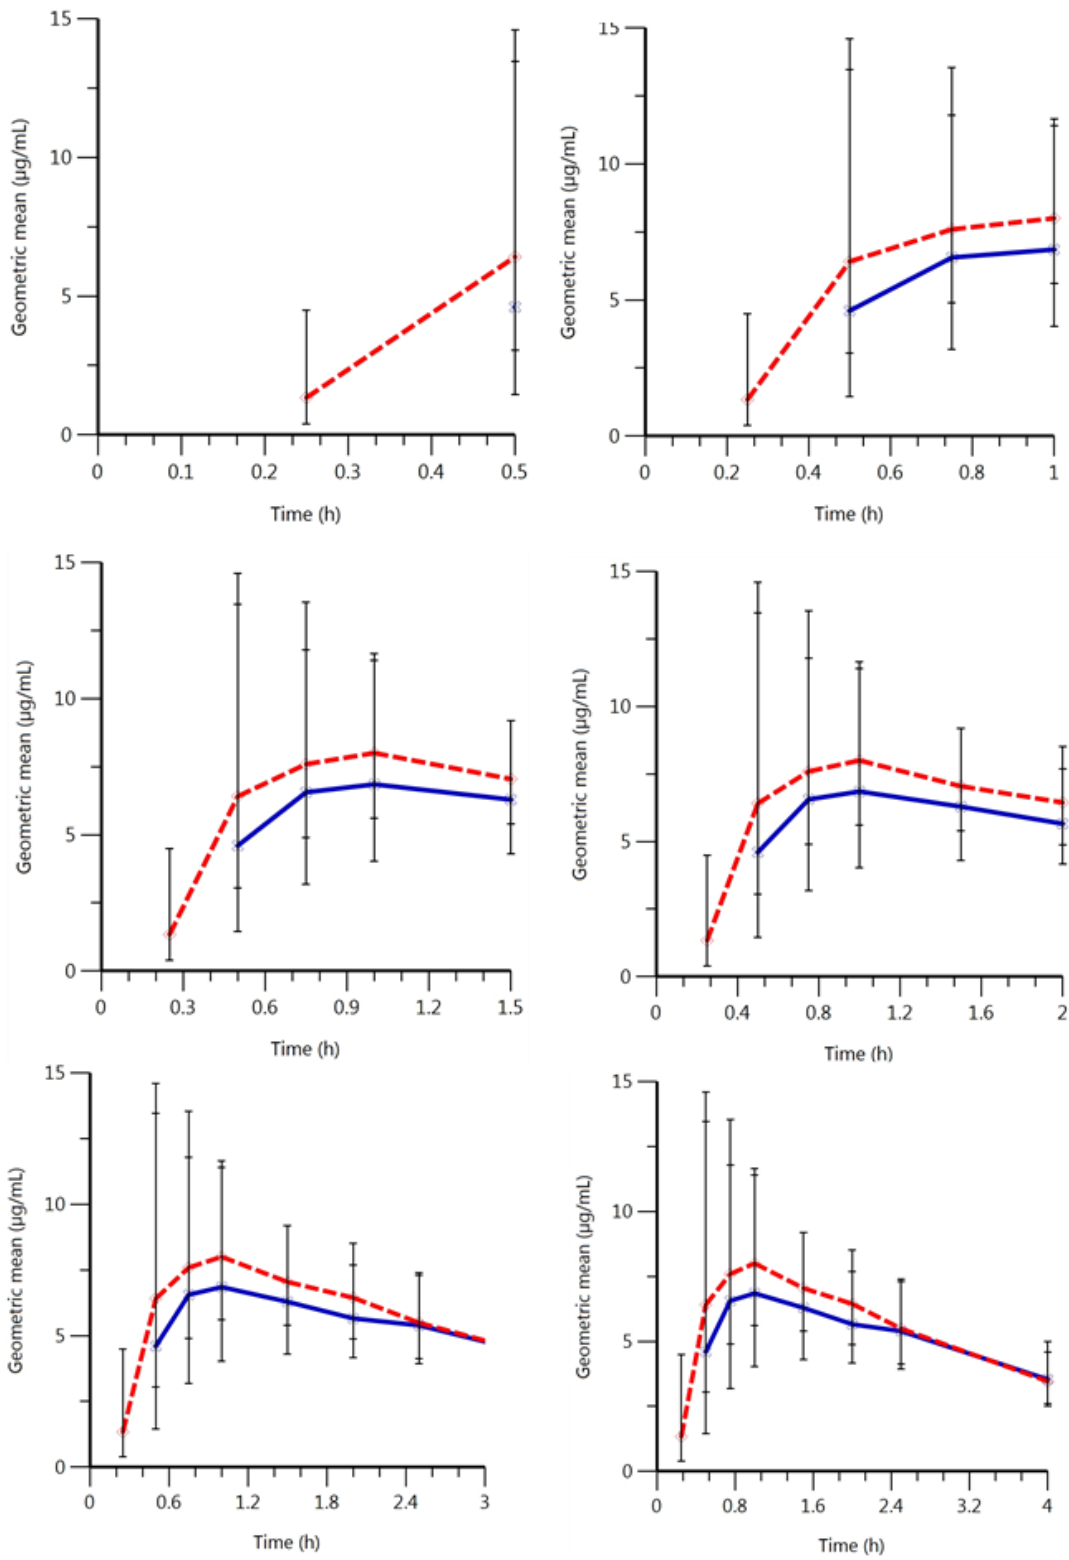 15
10
5
0
Geometric mean (µg/mL)
0 0.1 0.2 0.3 0.4 0.5
Time (h)
15
10
5
0
Geometric mean (µg/mL)
0 0.2 0.4 0.6 0.8 1
Time (h)
15
10
5
0
Geometric mean (µg/mL)
0 0.3 0.6 0.9 1.2 1.5
Time (h)
15
10
5
0
Geometric mean (µg/mL)
0 0.4 0.8 1.2 1.6 2
Time (h)
15
10
5
0
Geometric mean (µg/mL)
0 0.6 1.2 1.8 2.4 3
Time (h)
15
10
5
0
Geometric mean (µg/mL)
0 0.8 1.6 2.4 3.2 4
Time (h)